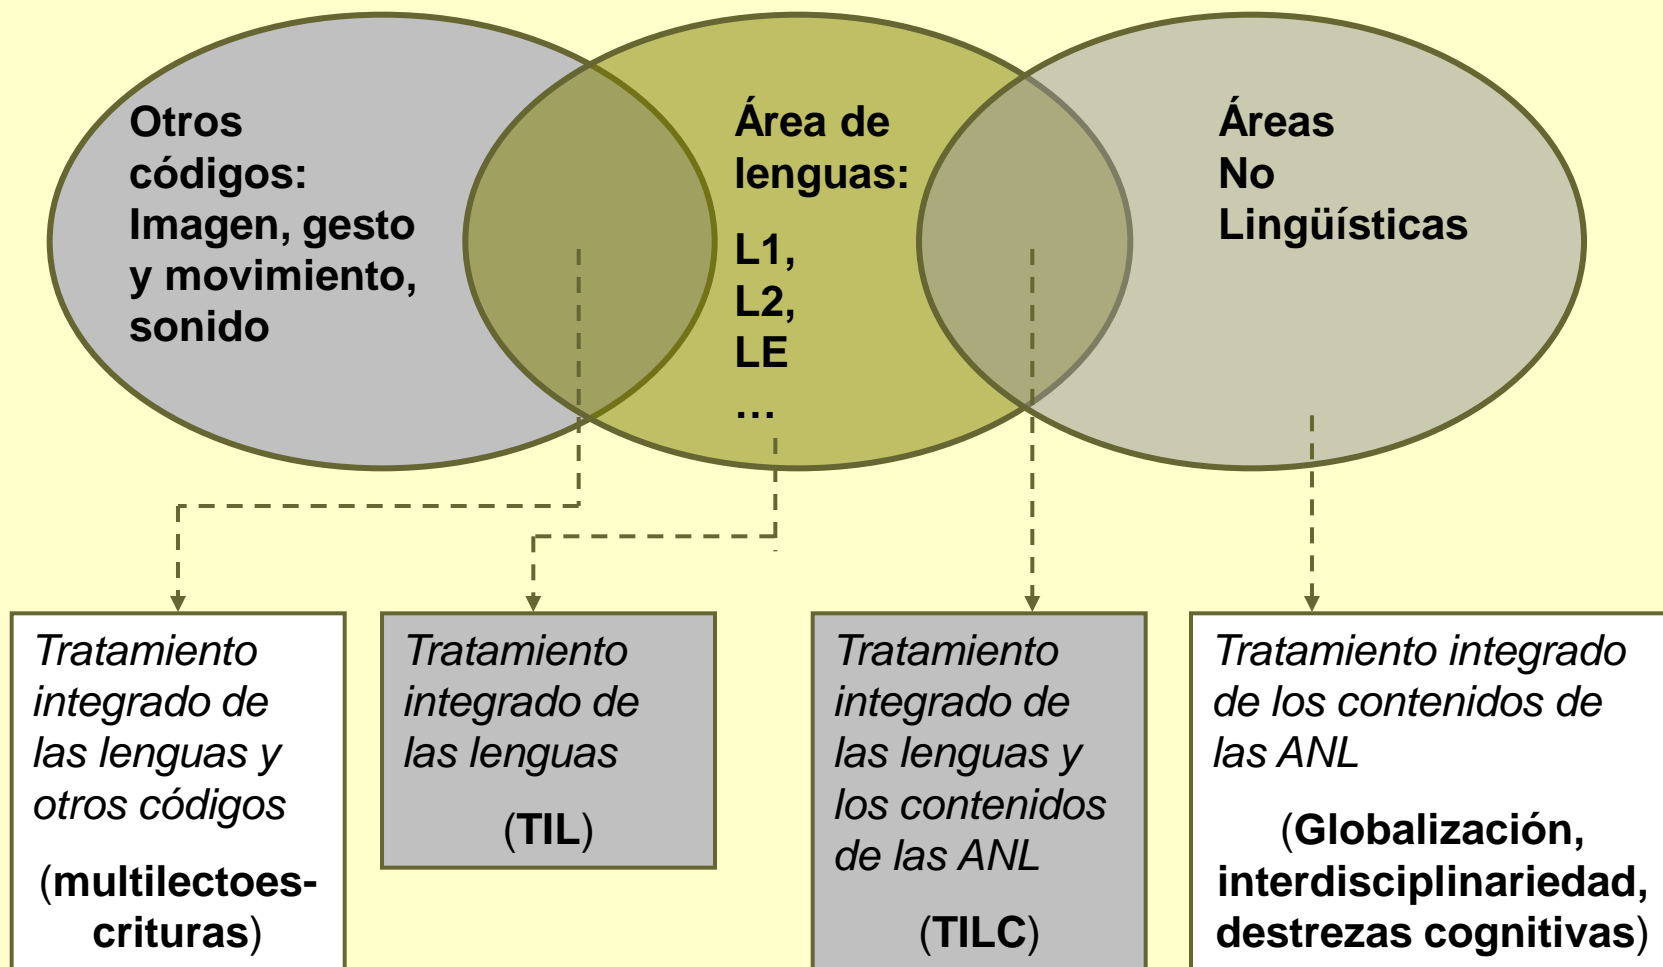 Otros
códigos:
Imagen, gesto
y movimiento,
sonido
Área de
lenguas:
L1,
L2,
LE
…
Áreas
No
Lingüísticas
Tratamiento
integrado de
las lenguas y
otros códigos
(multilectoes-
crituras)
Tratamiento
integrado de
las lenguas
(TIL)
Tratamiento
integrado de
las lenguas y
los contenidos
de las ANL
(TILC)
Tratamiento integrado
de los contenidos de
las ANL
(Globalización,
interdisciplinariedad,
destrezas cognitivas)